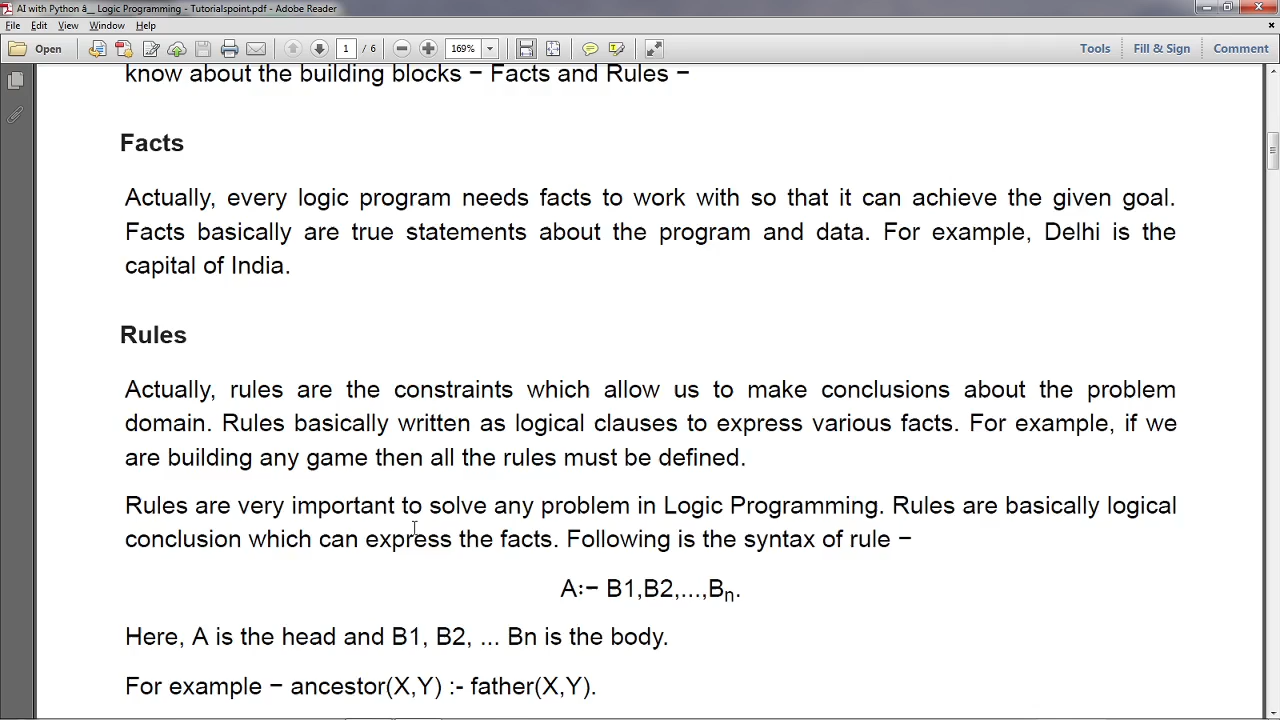 AI with Python â__ Logic Programming - Tutorialspoint.pdf - Adobe Reader
File Edit View Window Help
Open 1 / 6 169% Tools Fill & Sign Comment
know about the building blocks − Facts and Rules −
Facts
Actually, every logic program needs facts to work with so that it can achieve the given goal.
Facts basically are true statements about the program and data. For example, Delhi is the
capital of India.
Rules
Actually, rules are the constraints which allow us to make conclusions about the problem
domain. Rules basically written as logical clauses to express various facts. For example, if we
are building any game then all the rules must be defined.
Rules are very important to solve any problem in Logic Programming. Rules are basically logical
conclusion which can express the facts. Following is the syntax of rule −
A:− B1,B2,...,Bn.
Here, A is the head and B1, B2, ... Bn is the body.
For example − ancestor(X,Y) :- father(X,Y).